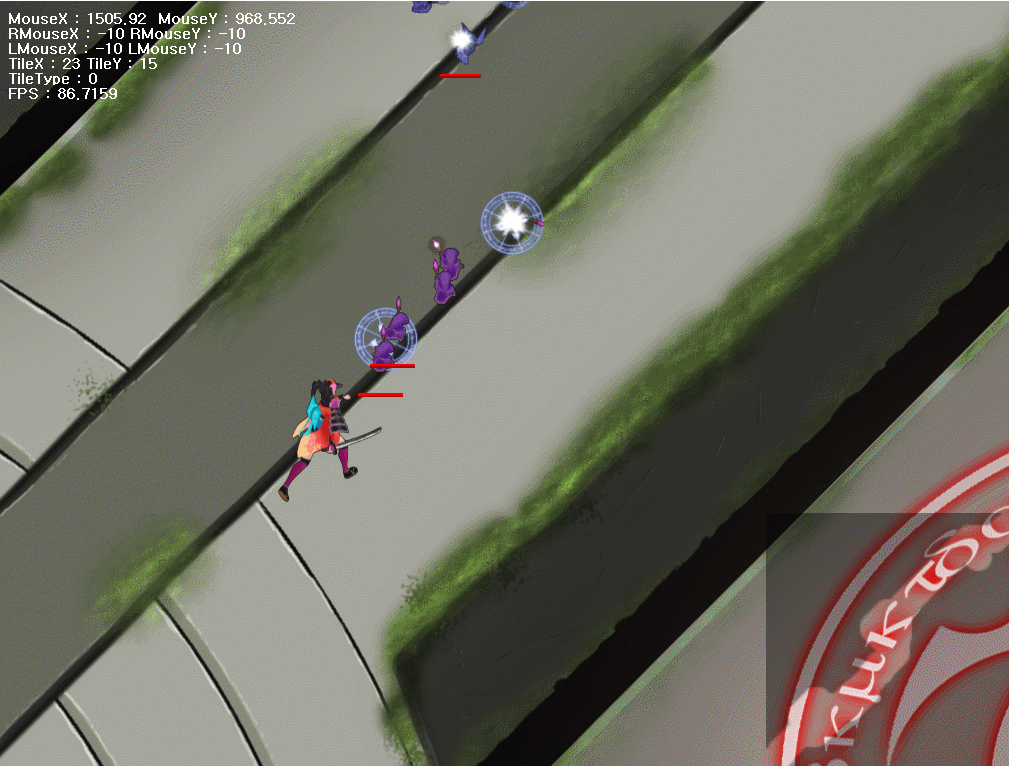 MouseX : 1505.92  MouseY : 968.552
RMouseX : -10 RMouseY : -10
LMouseX : -10 LMouseY : -10
TileX : 23 TileY : 15
TileType : 0
FPS : 86.7159